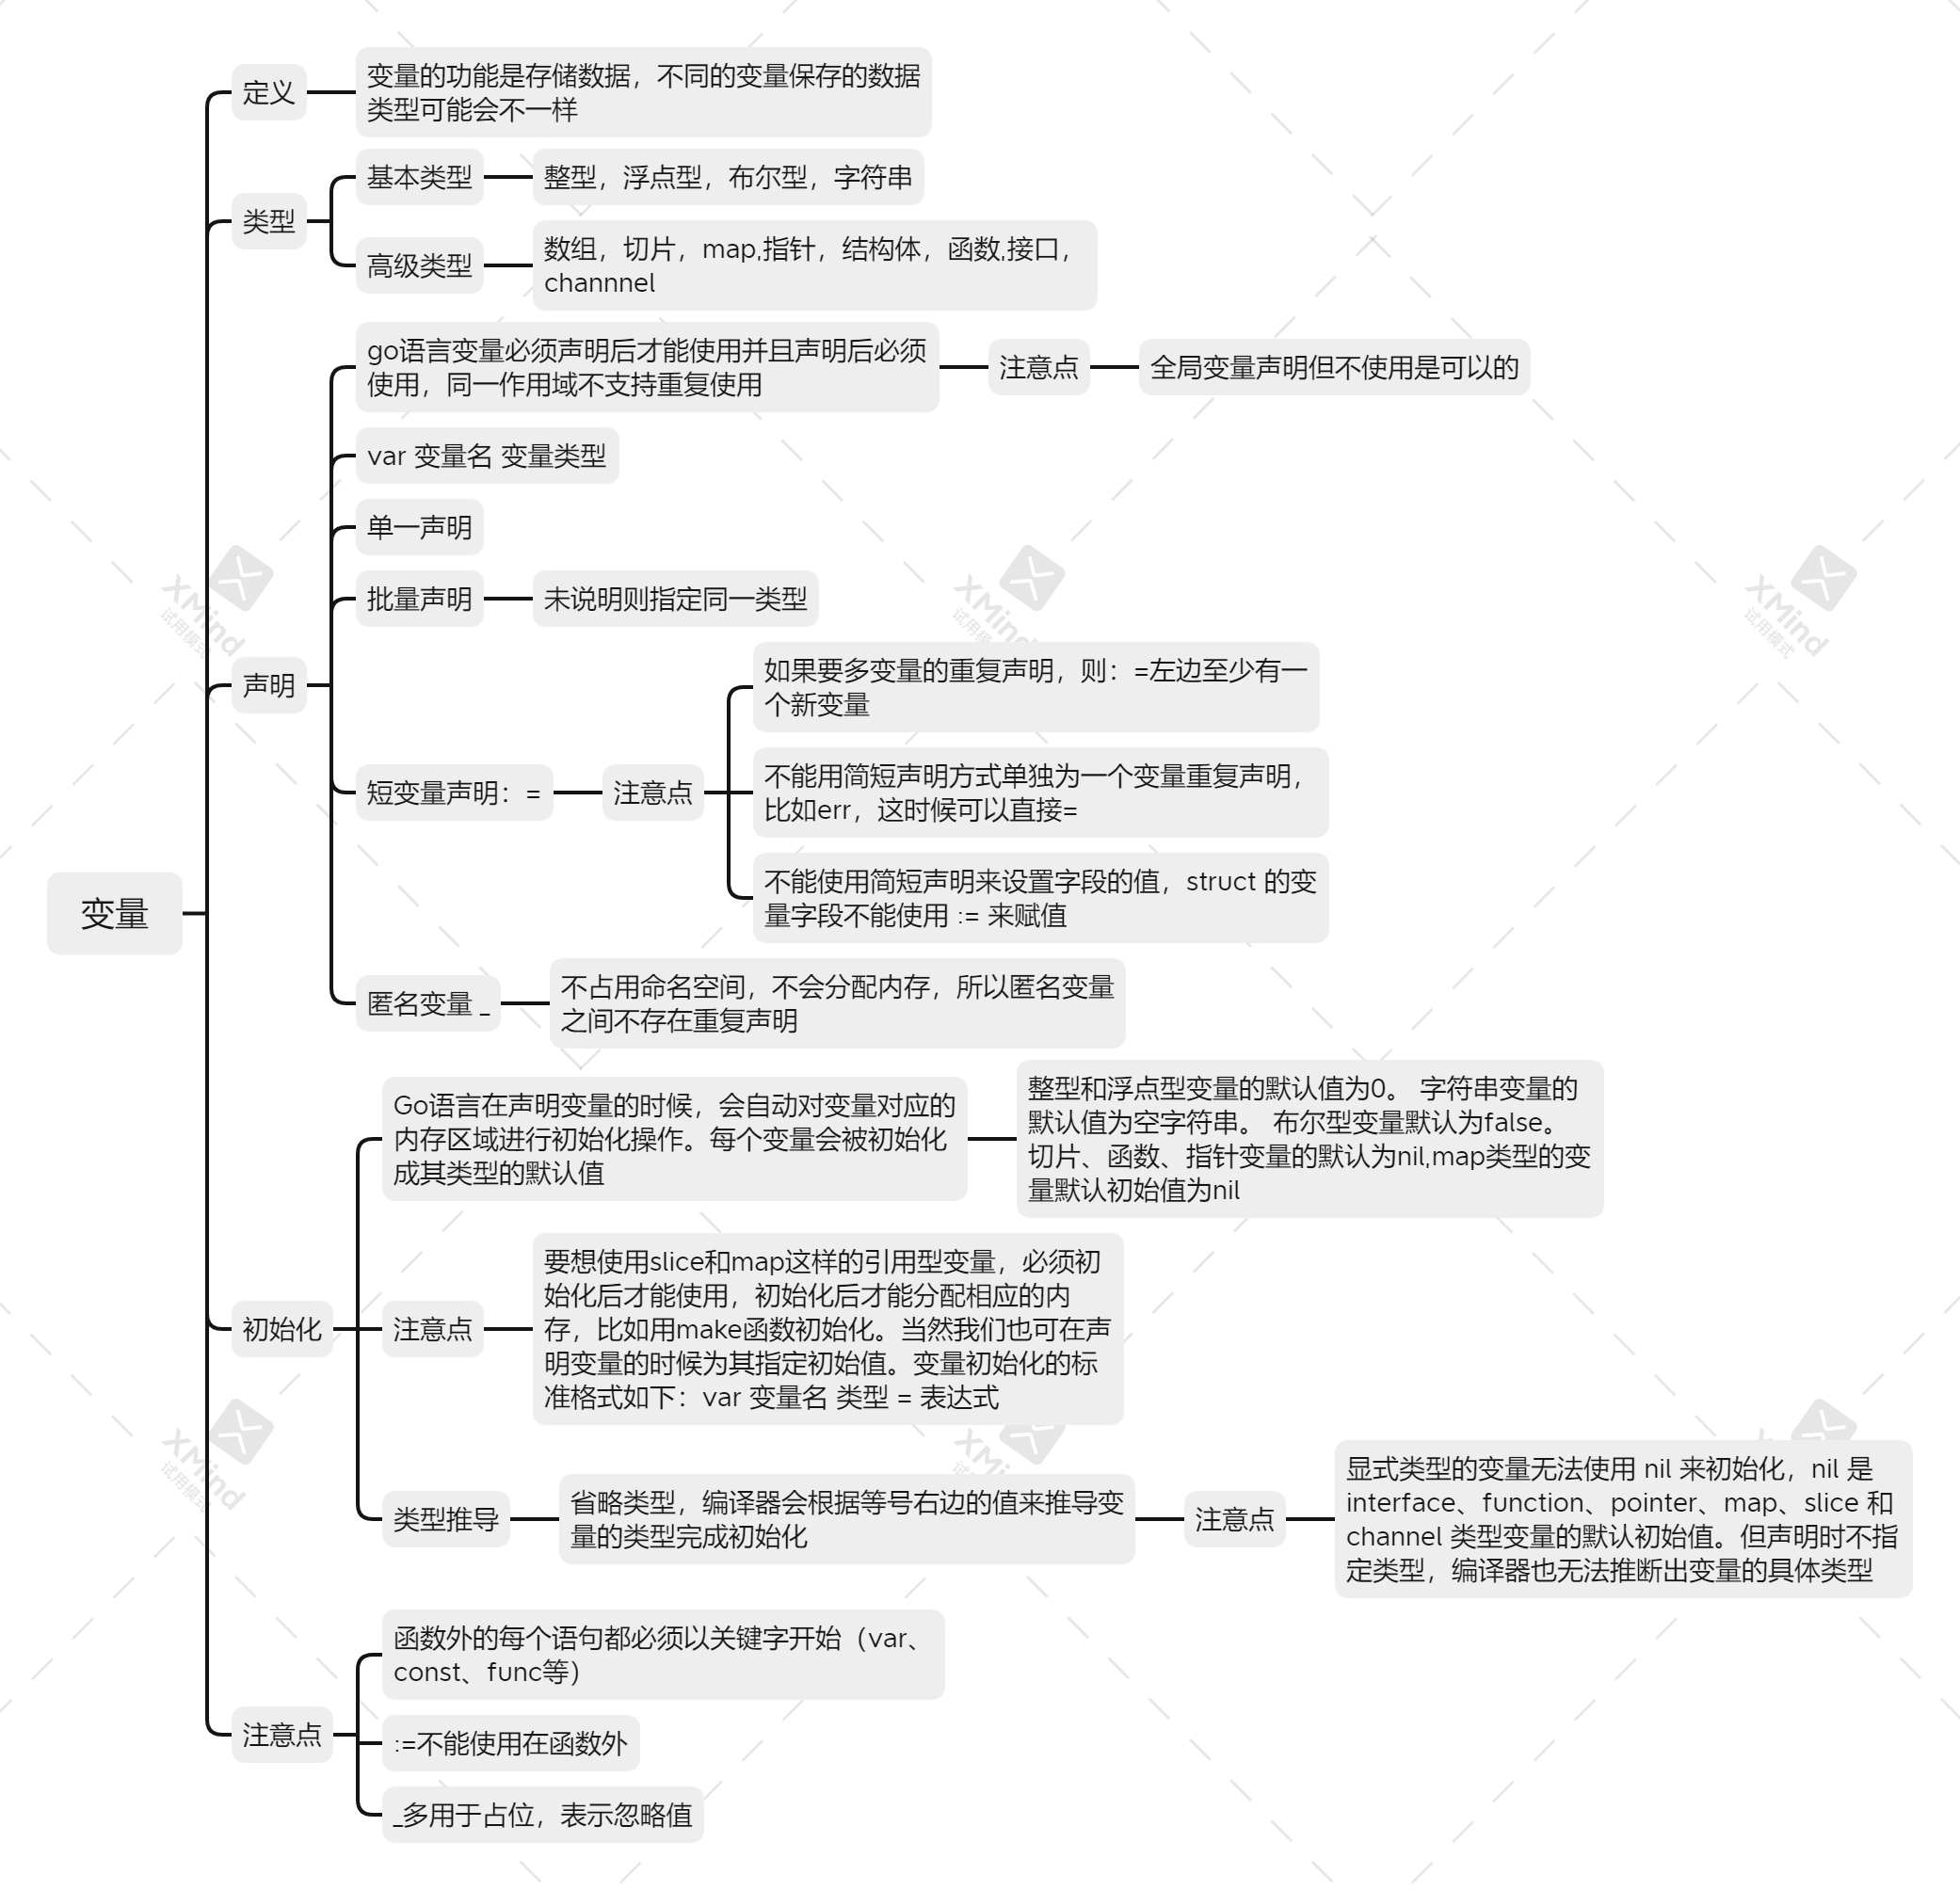 变量
定义
变量的功能是存储数据，不同的变量保存的数据
类型可能会不一样
类型
基本类型
整型，浮点型，布尔型，字符串
高级类型
数组，切片，map,指针，结构体，函数,接口，
channnel
声明
go语言变量必须声明后才能使用并且声明后必须
使用，同一作用域不支持重复使用
注意点
全局变量声明但不使用是可以的
var 变量名 变量类型
单一声明
批量声明
未说明则指定同一类型
短变量声明：=
注意点
如果要多变量的重复声明，则：=左边至少有一
个新变量
不能用简短声明方式单独为一个变量重复声明，
比如err，这时候可以直接=
不能使用简短声明来设置字段的值，struct 的变
量字段不能使用 := 来赋值
匿名变量 _
不占用命名空间，不会分配内存，所以匿名变量
之间不存在重复声明
初始化
Go语言在声明变量的时候，会自动对变量对应的
内存区域进行初始化操作。每个变量会被初始化
成其类型的默认值
整型和浮点型变量的默认值为0。 字符串变量的
默认值为空字符串。 布尔型变量默认为false。
切片、函数、指针变量的默认为nil,map类型的变
量默认初始值为nil
注意点
要想使用slice和map这样的引用型变量，必须初
始化后才能使用，初始化后才能分配相应的内
存，比如用make函数初始化。当然我们也可在声
明变量的时候为其指定初始值。变量初始化的标
准格式如下：var 变量名 类型 = 表达式
类型推导
省略类型，编译器会根据等号右边的值来推导变
量的类型完成初始化
注意点
显式类型的变量无法使用 nil 来初始化，nil 是
interface、function、pointer、map、slice 和
channel 类型变量的默认初始值。但声明时不指
定类型，编译器也无法推断出变量的具体类型
注意点
函数外的每个语句都必须以关键字开始（var、
const、func等）
:=不能使用在函数外
_多用于占位，表示忽略值
XMind
试用模式
XMind
试用模式
XMind
试用模式
XMind
试用模式